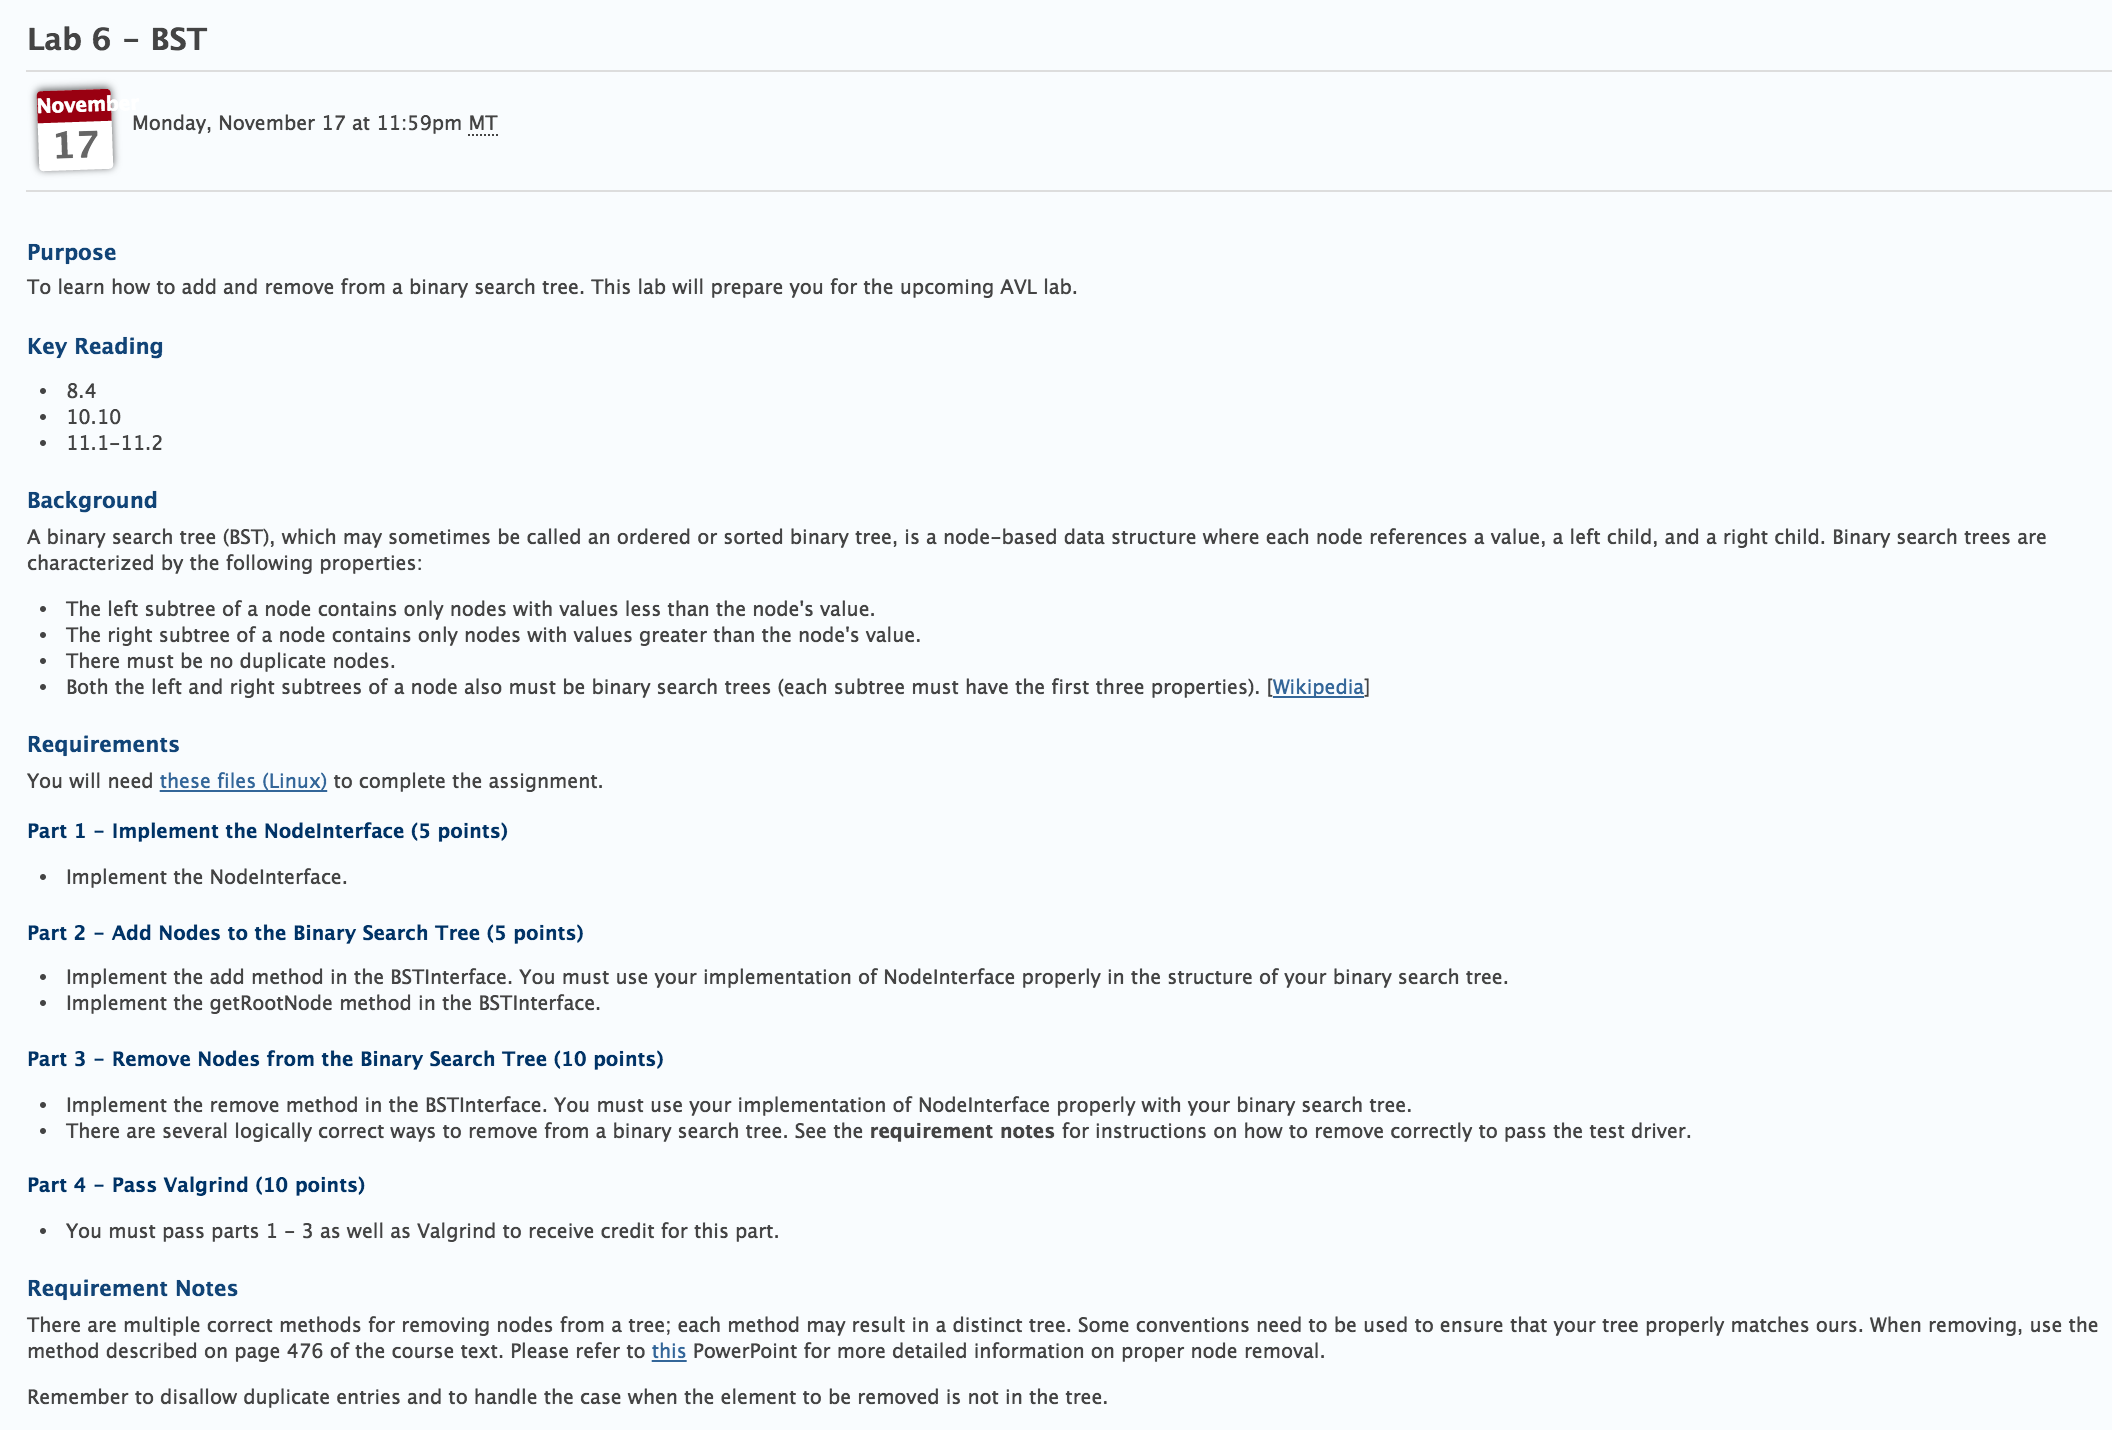 Lab 6 – BST
November
17
Monday, November 17 at 11:59pm MT
Purpose
To learn how to add and remove from a binary search tree. This lab will prepare you for the upcoming AVL lab.
Key Reading
• 8.4
• 10.10
• 11.1–11.2
Background
A binary search tree (BST), which may sometimes be called an ordered or sorted binary tree, is a node-based data structure where each node references a value, a left child, and a right child. Binary search trees are
characterized by the following properties:
• The left subtree of a node contains only nodes with values less than the node's value.
• The right subtree of a node contains only nodes with values greater than the node's value.
• There must be no duplicate nodes.
• Both the left and right subtrees of a node also must be binary search trees (each subtree must have the first three properties). [Wikipedia]
Requirements
You will need these files (Linux) to complete the assignment.
Part 1 – Implement the NodeInterface (5 points)
• Implement the NodeInterface.
Part 2 – Add Nodes to the Binary Search Tree (5 points)
• Implement the add method in the BSTInterface. You must use your implementation of NodeInterface properly in the structure of your binary search tree.
• Implement the getRootNode method in the BSTInterface.
Part 3 – Remove Nodes from the Binary Search Tree (10 points)
• Implement the remove method in the BSTInterface. You must use your implementation of NodeInterface properly with your binary search tree.
• There are several logically correct ways to remove from a binary search tree. See the requirement notes for instructions on how to remove correctly to pass the test driver.
Part 4 – Pass Valgrind (10 points)
• You must pass parts 1 – 3 as well as Valgrind to receive credit for this part.
Requirement Notes
There are multiple correct methods for removing nodes from a tree; each method may result in a distinct tree. Some conventions need to be used to ensure that your tree properly matches ours. When removing, use the
method described on page 476 of the course text. Please refer to this PowerPoint for more detailed information on proper node removal.
Remember to disallow duplicate entries and to handle the case when the element to be removed is not in the tree.